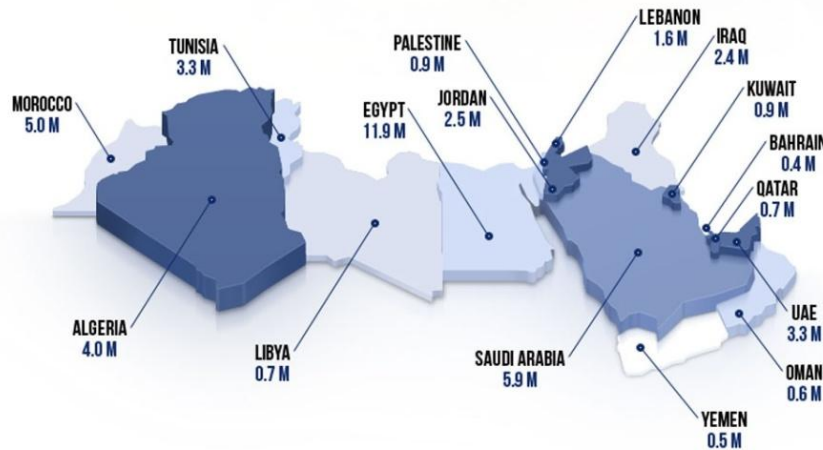 LEBANON
1.6 M
IRAQ
2.4 M
TUNISIA
3.3 M
PALESTINE
0.9 M
KUWAIT
0.9 M
MOROCCO
5.0 M
EGYPT
11.9 M
JORDAN
2.5 M
BAHRAIN
0.4 M
QATAR
0.7 M
ALGERIA
4.0 M
LIBYA
0.7 M
SAUDI ARABIA
5.9 M
UAE
3.3 M
OMAN
0.6 M
YEMEN
0.5 M